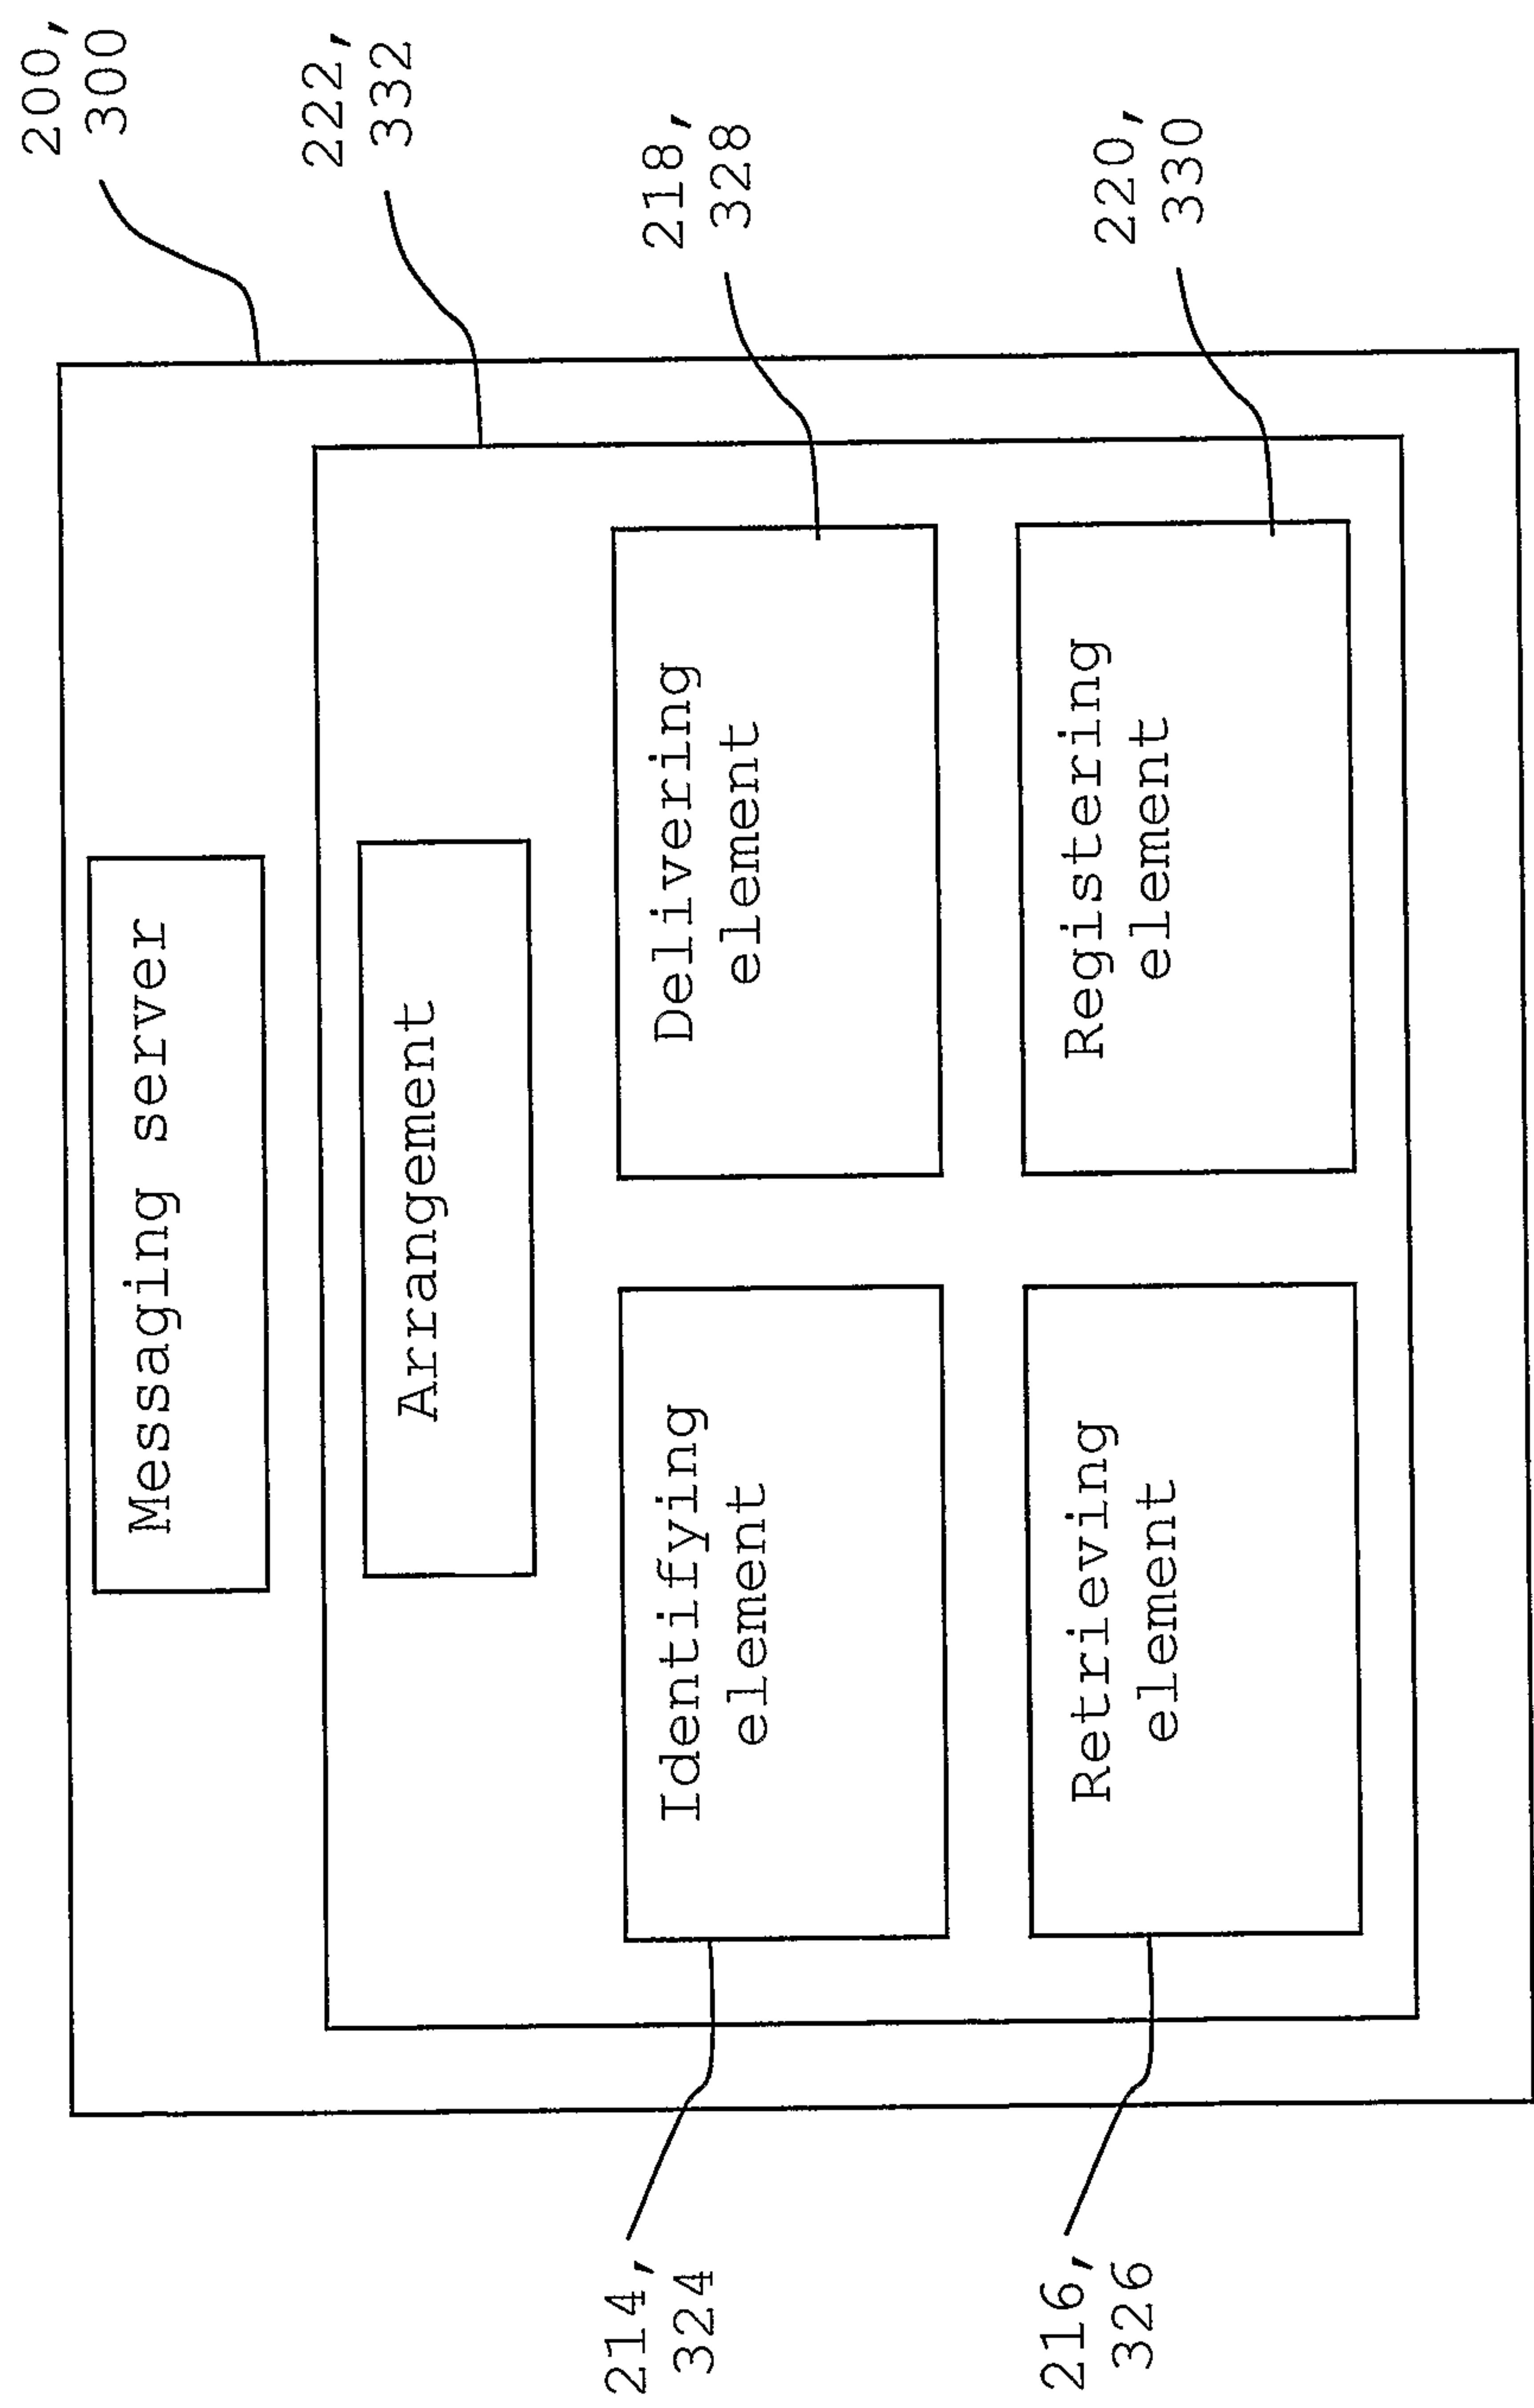 200,
300
Messaging server
222,
332
Arrangement
214,
324
Identifying
element
Delivering
element
218,
328
216,
326
Retrieving
element
Registering
element
220,
330